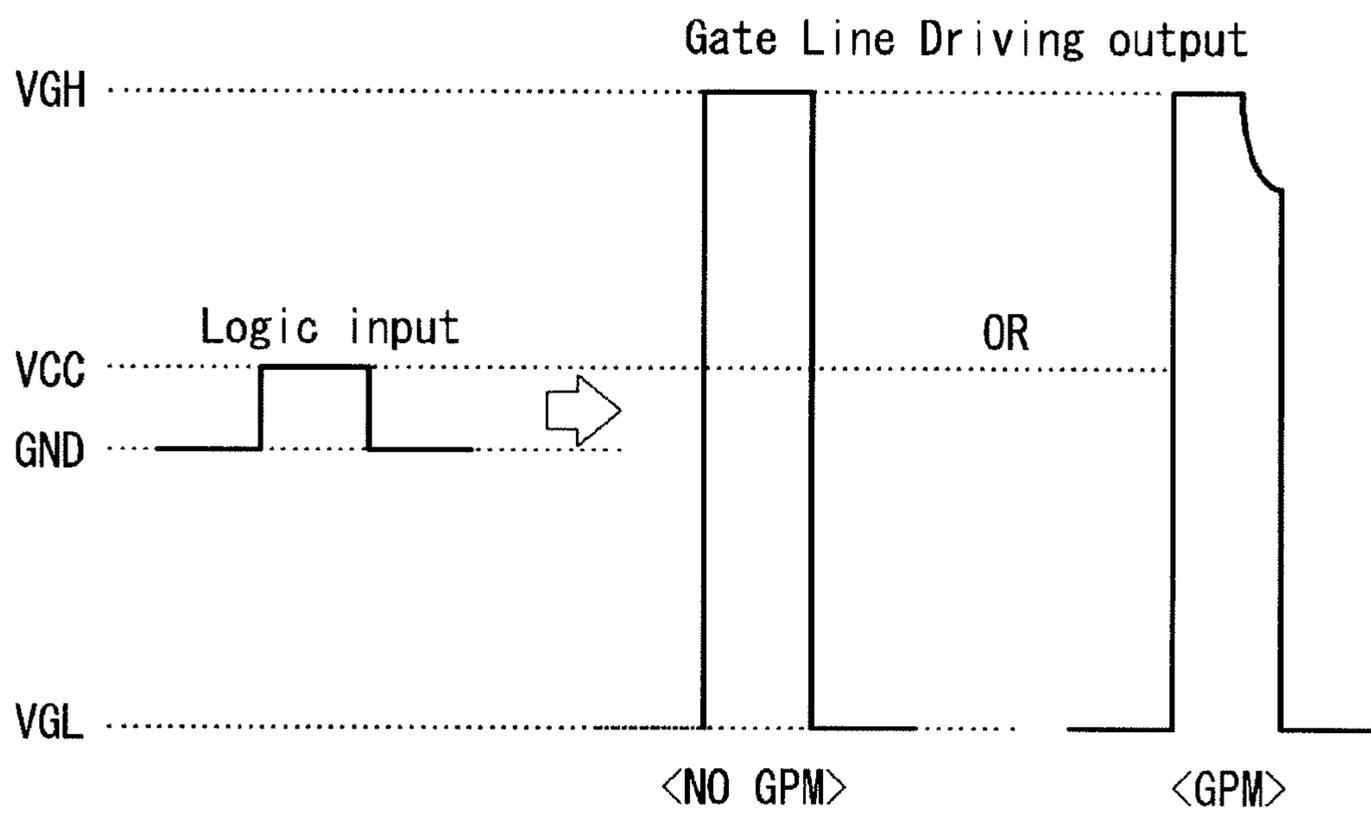 Gate Line Driving output
VGH
Logic input
OR
VCC
GND
VGL
<NO GPM>
<GPM>